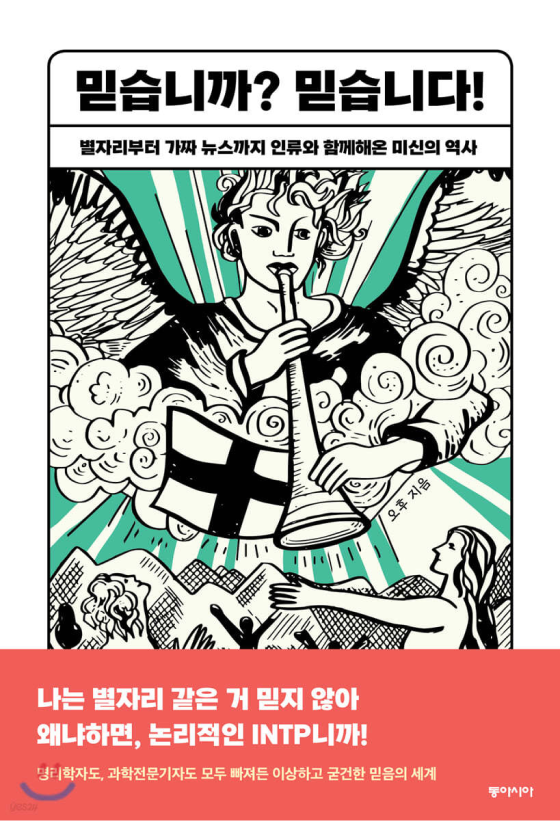 믿습니까? 믿습니다!
별자리부터 가짜 뉴스까지 인류와 함께해온 미신의 역사
오후 지음
나는 별자리 같은 거 믿지 않아
왜냐하면, 논리적인 INTP니까!
명리학자도, 과학전문기자도 모두 빠져든 이상하고 굳건한 믿음의 세계
동아시아